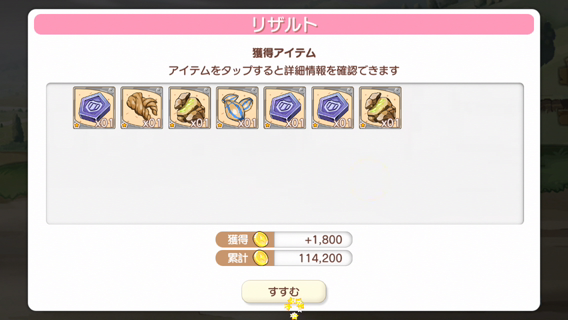 リザルト
獲得アイテム
アイテムをタップすると詳細情報を確認できます
x01 x01 x01 x01 x01 x01 x01
獲得 +1,800
累計 114,200
すすむ